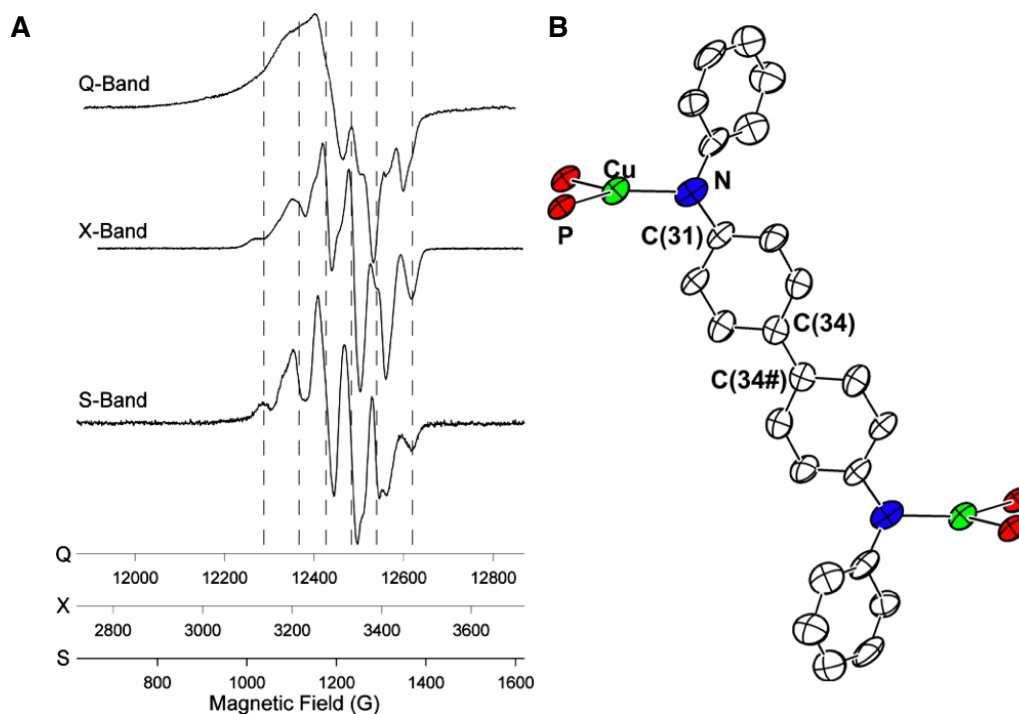 A
B
Q-Band
X-Band
S-Band
Q
12000 12200 12400 12600 12800
X
2800 3000 3200 3400 3600
S
800 1000 1200 1400 1600
Magnetic Field (G)
Cu
N
P
C(31)
C(34)
C(34#)